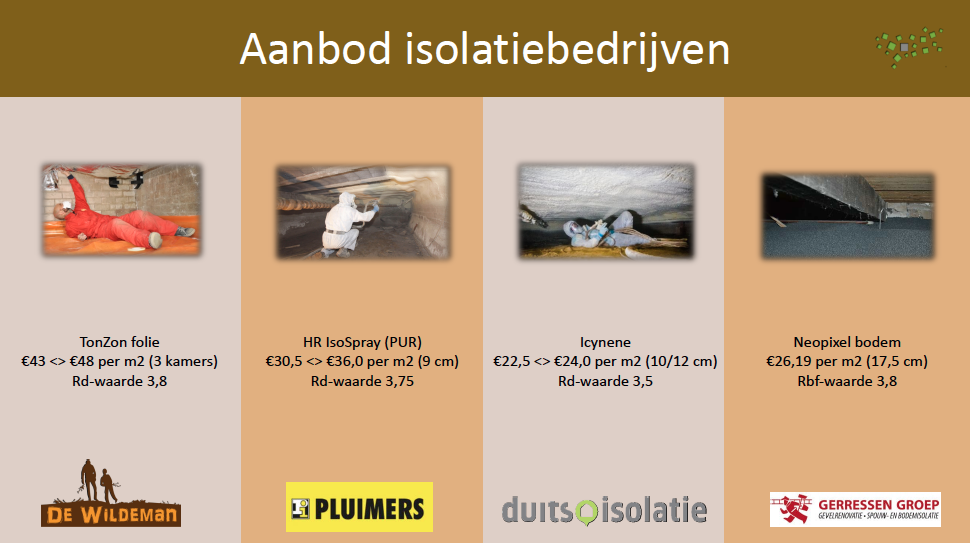 Aanbod isolatiebedrijven
TonZon folie
€43 <> €48 per m2 (3 kamers)
Rd-waarde 3,8
DE WILDEMAN
HR IsoSpray (PUR)
€30,5 <> €36,0 per m2 (9 cm)
Rd-waarde 3,75
PLUIMERS
Icynene
€22,5 <> €24,0 per m2 (10/12 cm)
Rd-waarde 3,5
duits isolatie
Neopixel bodem
€26,19 per m2 (17,5 cm)
Rbf-waarde 3,8
GERRESSEN GROEP
GEVELRENOVATIE • SPOUW- EN BODEMISOLATIE